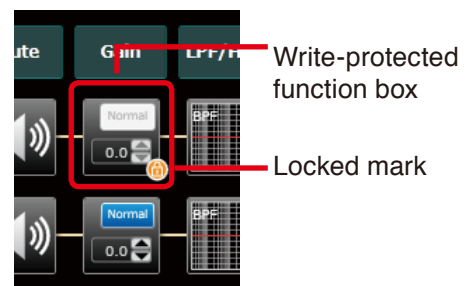 ute Gain LPF/H
Write-protected
function box
Normal BPF
0.0
Locked mark
Normal BPF
0.0